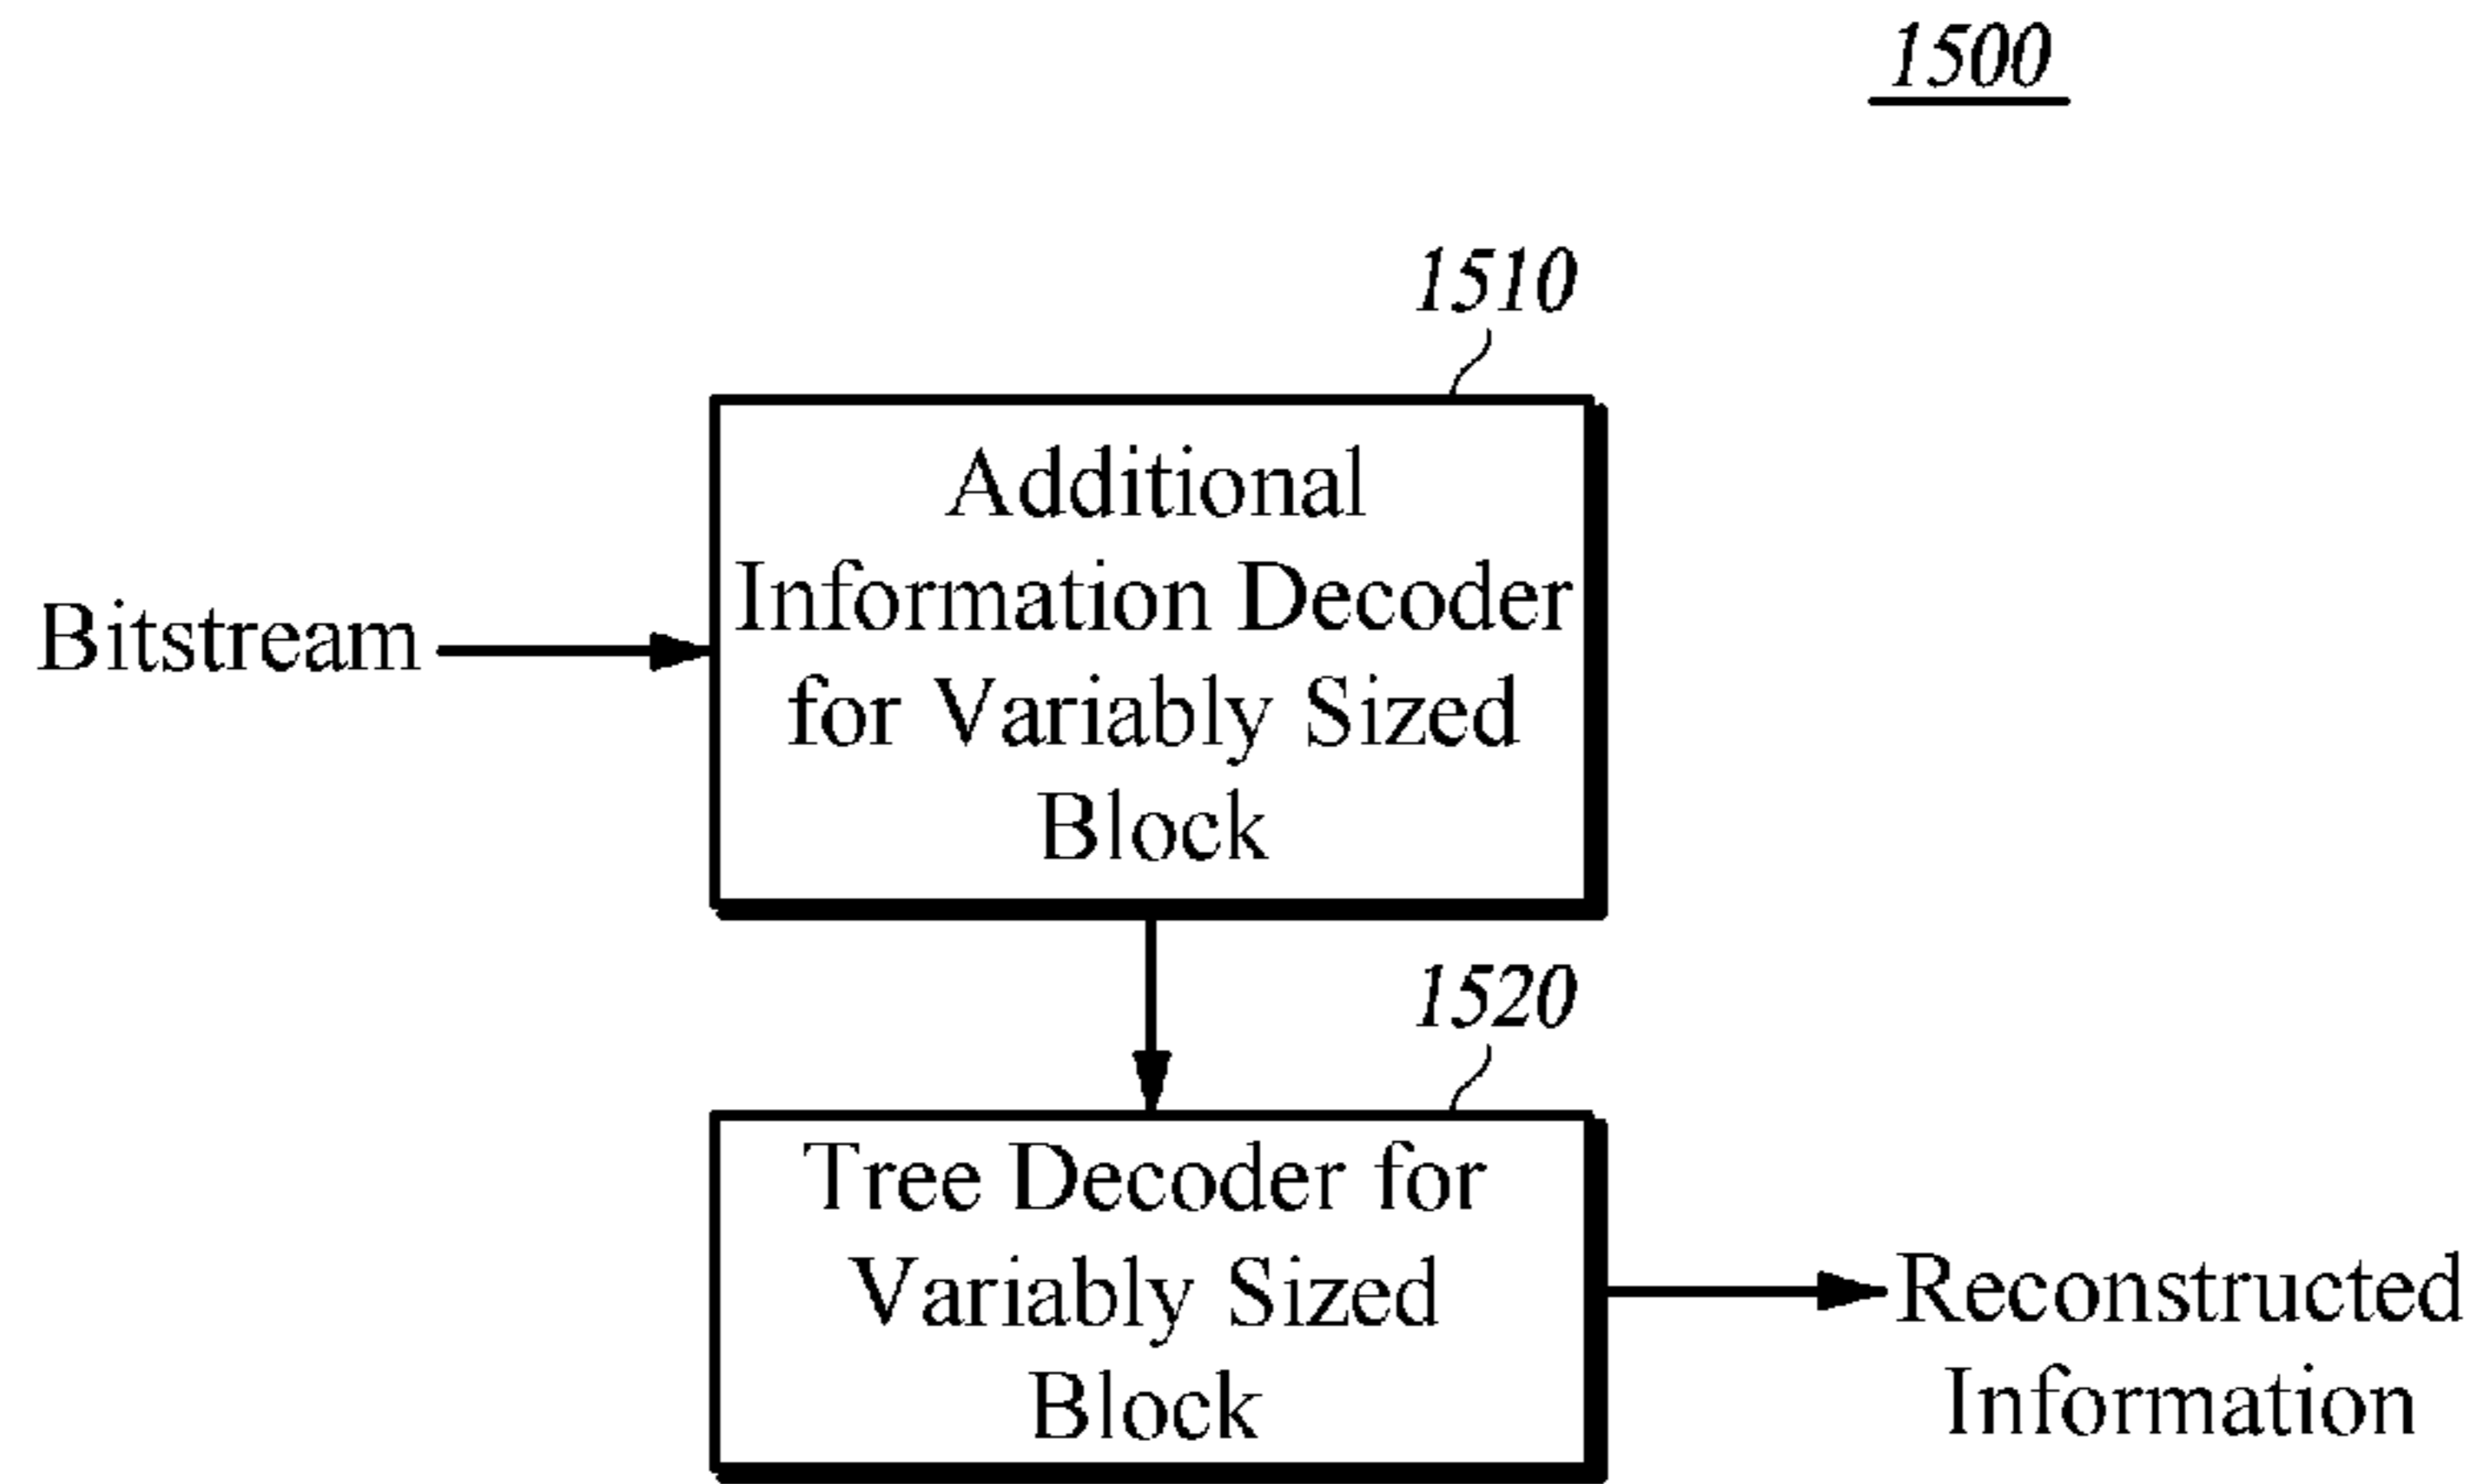 1500
1510
Additional
Information Decoder
for Variably Sized
Block
Bitstream
1520
Tree Decoder for
Variably Sized
Block
Reconstructed
Information